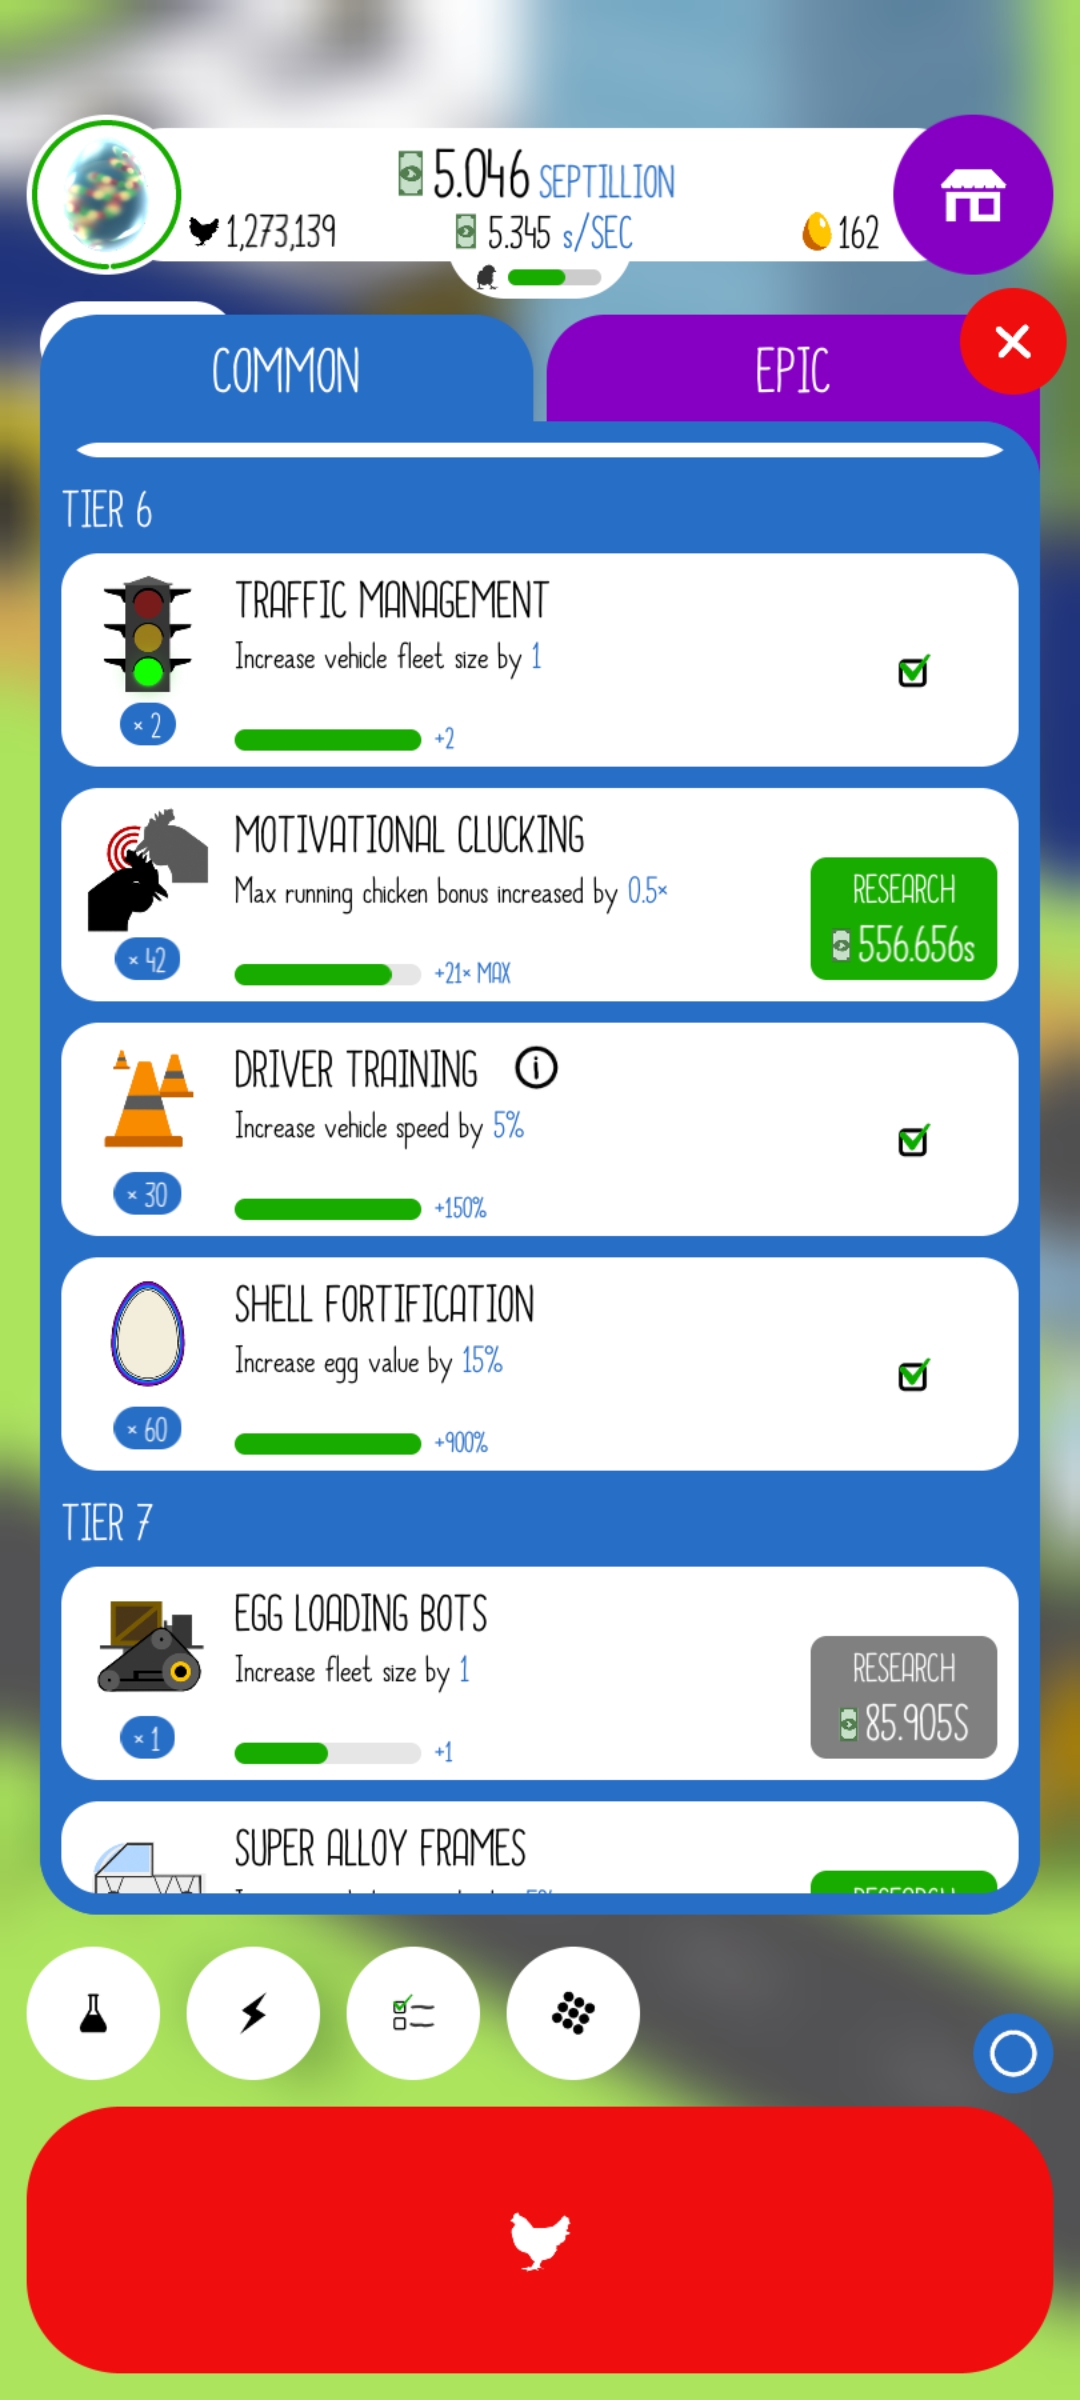 5.046 SEPTILLION
1,273,139
5.345 s/SEC
162
COMMON
EPIC
TIER 6
TRAFFIC MANAGEMENT
Increase vehicle fleet size by 1
× 2
+2
MOTIVATIONAL CLUCKING
Max running chicken bonus increased by 0.5×
RESEARCH
556.656s
× 42
+21× MAX
DRIVER TRAINING
Increase vehicle speed by 5%
× 30
+150%
SHELL FORTIFICATION
Increase egg value by 15%
× 60
+900%
TIER 7
EGG LOADING BOTS
Increase fleet size by 1
RESEARCH
85.905S
× 1
+1
SUPER ALLOY FRAMES
RESEARCH